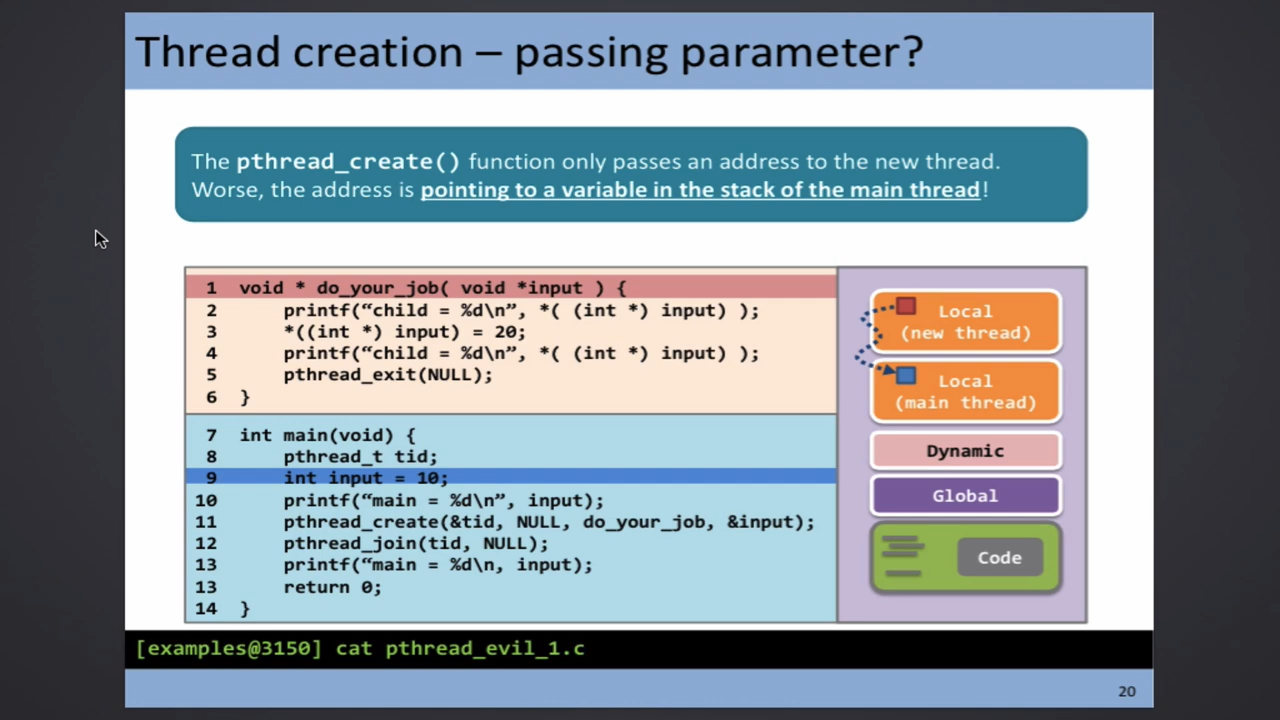 Thread creation – passing parameter?
The pthread_create() function only passes an address to the new thread.
Worse, the address is pointing to a variable in the stack of the main thread!
1 void * do_your_job( void *input ) {
2 printf(“child = %d\n”, *( (int *) input) );
3 *((int *) input) = 20;
4 printf(“child = %d\n”, *( (int *) input) );
5 pthread_exit(NULL);
6 }
7 int main(void) {
8 pthread_t tid;
9 int input = 10;
10 printf(“main = %d\n”, input);
11 pthread_create(&tid, NULL, do_your_job, &input);
12 pthread_join(tid, NULL);
13 printf(“main = %d\n, input);
13 return 0;
14 }
Local
(new thread)
Local
(main thread)
Dynamic
Global
Code
[examples@3150] cat pthread_evil_1.c
20